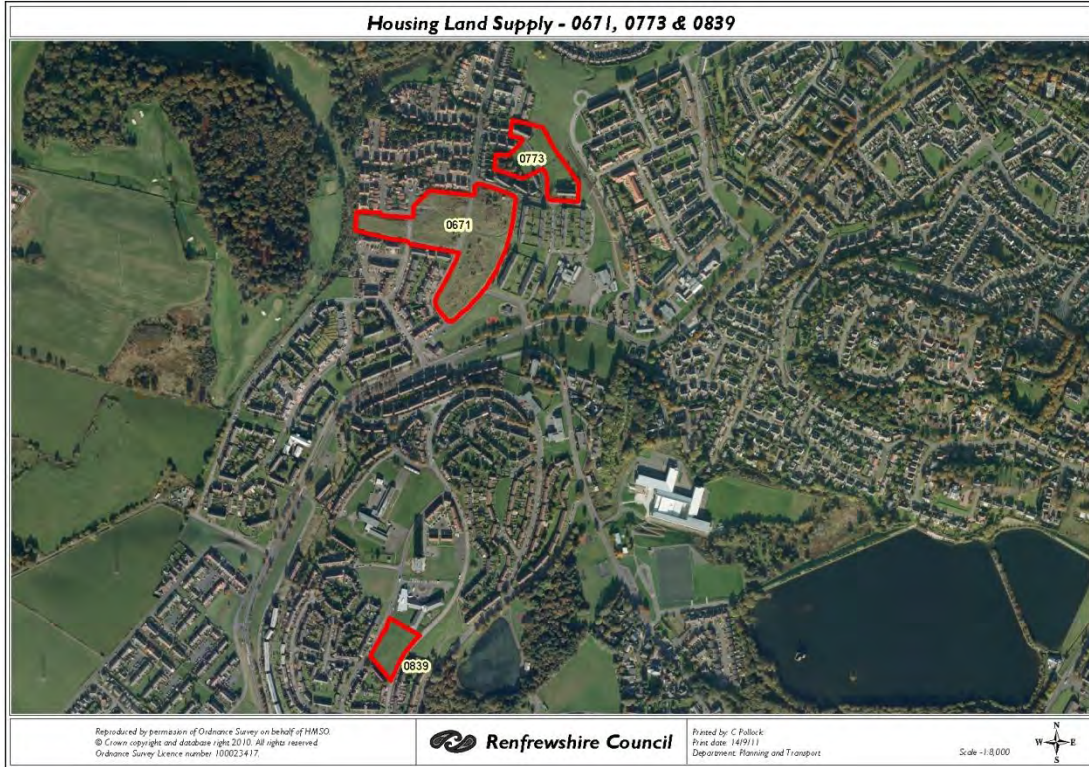 Housing Land Supply - 0671, 0773 & 0839
0773
0671
0839
Reproduced by permission of Ordnance Survey on behalf of HMSO.
© Crown copyright and database right 2010. All rights reserved
Ordnance Survey Licence number 100023417.
Renfrewshire Council
Printed by: C Pollock
Print date: 14/9/11
Department: Planning and Transport
Scale -1:8,000
N
W E
S